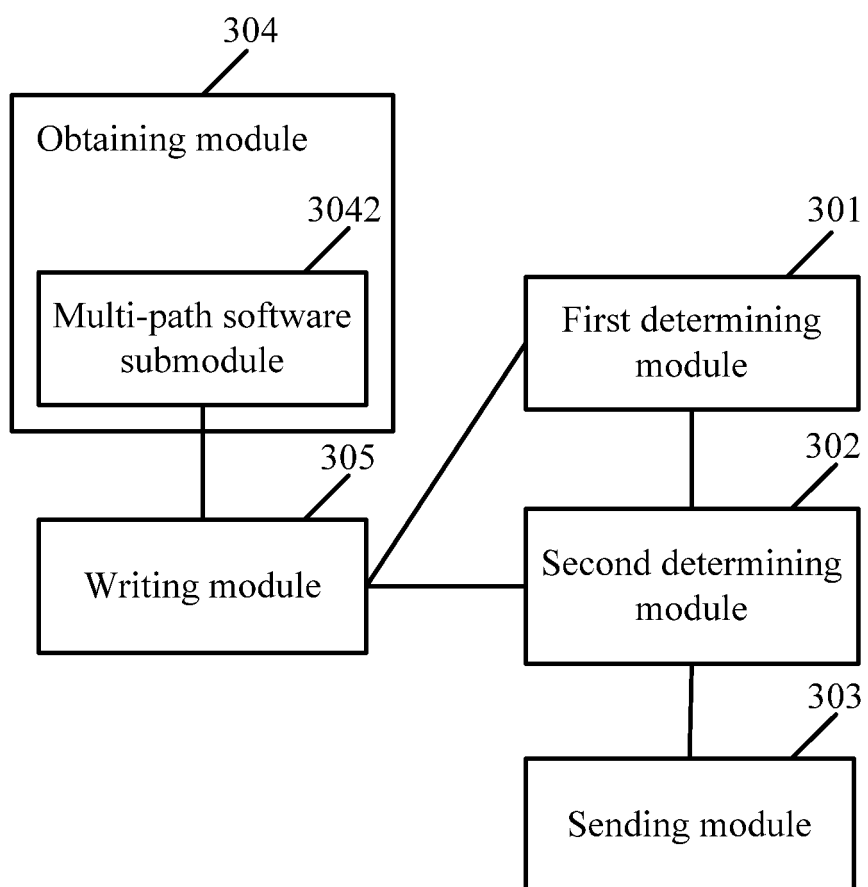 304
Obtaining module
3042
Multi-path software
submodule
301
First determining
module
305
Writing module
302
Second determining
module
303
Sending module